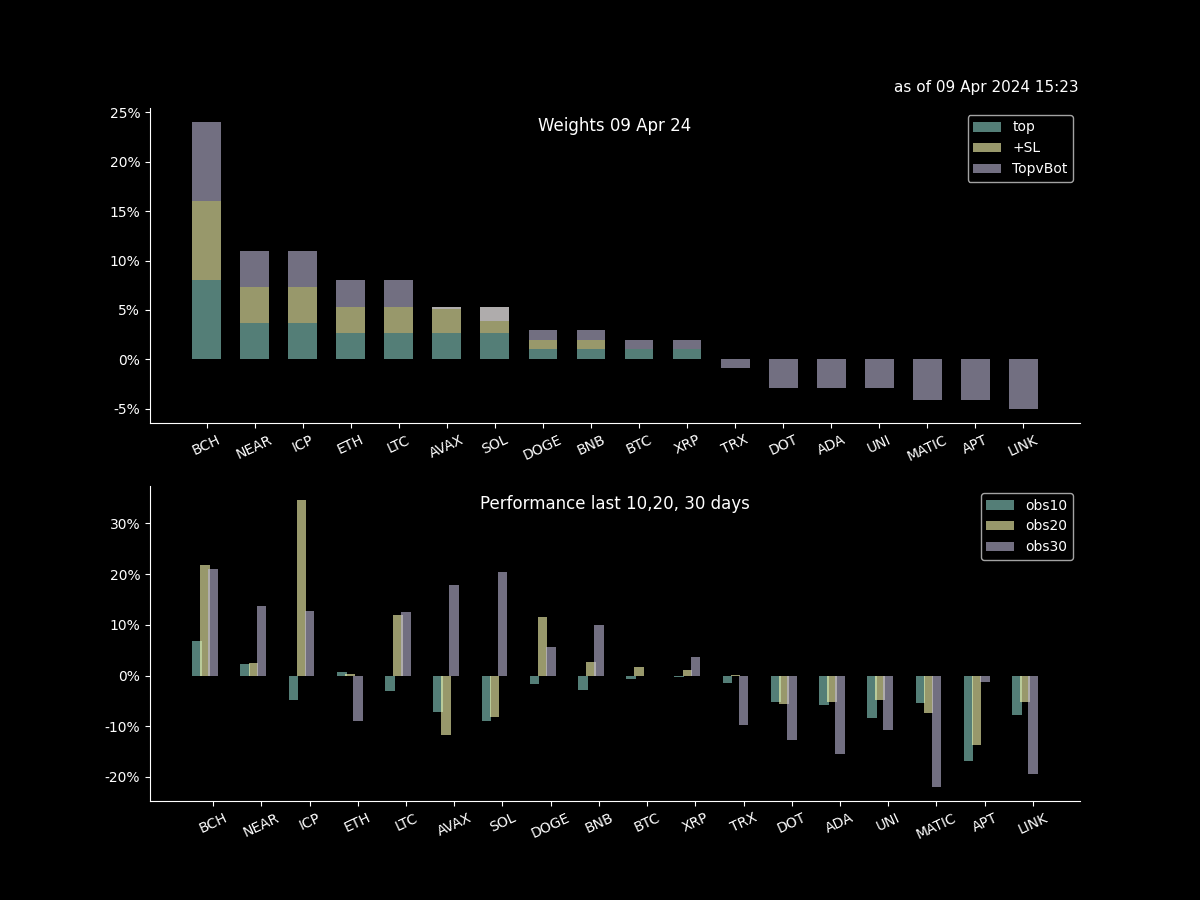 as of 09 Apr 2024 15:23
Weights 09 Apr 24
top
+SL
TopvBot
25%
20%
15%
10%
5%
0%
-5%
BCH NEAR ICP ETH LTC AVAX SOL DOGE BNB BTC XRP TRX DOT ADA UNI MATIC APT LINK
Performance last 10,20, 30 days
obs10
obs20
obs30
30%
20%
10%
0%
-10%
-20%
BCH NEAR ICP ETH LTC AVAX SOL DOGE BNB BTC XRP TRX DOT ADA UNI MATIC APT LINK